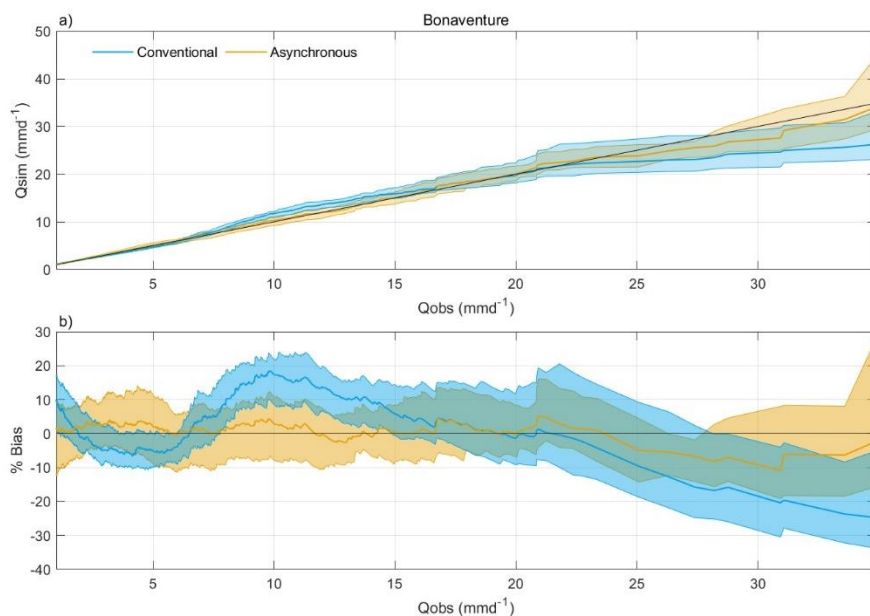 a) Bonaventure
50
Conventional Asynchronous
40
30
20
10
0
Qsim (mmd-1)
5 10 15 20 25 30
Qobs (mmd-1)
b)
30
20
10
0
-10
-20
-30
-40
% Bias
5 10 15 20 25 30
Qobs (mmd-1)